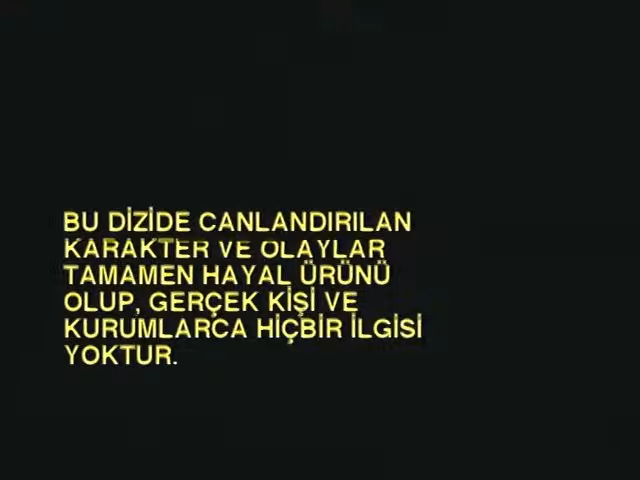 BU DİZİDE CANLANDIRILAN
KARAKTER VE OLAYLAR
TAMAMEN HAYAL ÜRÜNÜ
OLUP, GERÇEK KİŞİ VE
KURUMLARCA HİÇBİR İLGİSİ
YOKTUR.